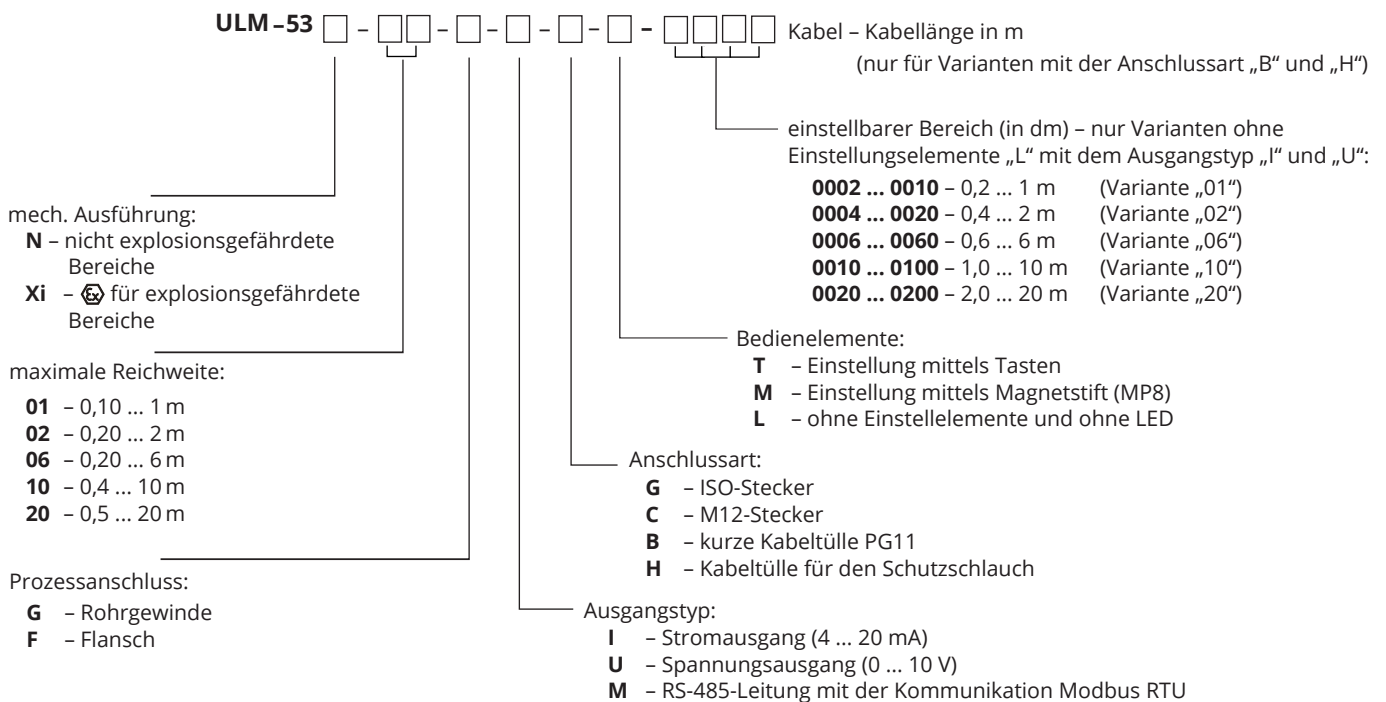 ULM–53 – – – – – – Kabel – Kabellänge in m
(nur für Varianten mit der Anschlussart „B“ und „H“)
einstellbarer Bereich (in dm) – nur Varianten ohne
Einstellungselemente „L“ mit dem Ausgangstyp „I“ und „U“:
0002 ... 0010 – 0,2 ... 1 m (Variante „01“)
0004 ... 0020 – 0,4 ... 2 m (Variante „02“)
0006 ... 0060 – 0,6 ... 6 m (Variante „06“)
0010 ... 0100 – 1,0 ... 10 m (Variante „10“)
0020 ... 0200 – 2,0 ... 20 m (Variante „20“)
mech. Ausführung:
N – nicht explosionsgefährdete
Bereiche
Xi – Ex für explosionsgefährdete
Bereiche
Bedienelemente:
T – Einstellung mittels Tasten
M – Einstellung mittels Magnetstift (MP8)
L – ohne Einstellelemente und ohne LED
maximale Reichweite:
01 – 0,10 ... 1 m
02 – 0,20 ... 2 m
06 – 0,20 ... 6 m
10 – 0,4 ... 10 m
20 – 0,5 ... 20 m
Anschlussart:
G – ISO-Stecker
C – M12-Stecker
B – kurze Kabeltülle PG11
H – Kabeltülle für den Schutzschlauch
Prozessanschluss:
G – Rohrgewinde
F – Flansch
Ausgangstyp:
I – Stromausgang (4 ... 20 mA)
U – Spannungsausgang (0 ... 10 V)
M – RS-485-Leitung mit der Kommunikation Modbus RTU